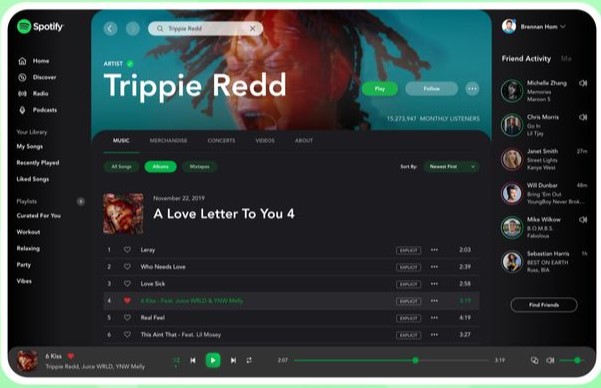 Spotify
Home
Discover
Radio
Podcasts
Your Library
My Songs
Recently Played
Liked Songs
Playlists
Curated For You
Workout
Relaxing
Party
Vibes
Trippie Redd
ARTIST
Trippie Redd
Play
Follow
15,273,947 MONTHLY LISTENERS
MUSIC MERCHANDISE CONCERTS VIDEOS ABOUT
All Songs Albums Mixtapes
Sort By: Newest First
November 22, 2019
A Love Letter To You 4
1 Leray EXPLICIT 2:03
2 Who Needs Love EXPLICIT 2:39
3 Love Sick EXPLICIT 2:58
4 6 Kiss - Feat. Juice WRLD & YNW Melly EXPLICIT 3:19
5 Real Feel EXPLICIT 4:19
6 This Aint That - Feat. Lil Mosey EXPLICIT 3:27
Brennan Hom
Friend Activity Me
Michelle Zhang
Memories
Maroon 5
Chris Morris
Go In
Lil Tjay
Janet Smith 27m
Street Lights
Kanye West
Will Dunbar 48m
Bring 'Em Out
YoungBoy Never Brok...
Mike Wilkow
B.O.M.B.S.
Fabolous
Sebastian Harris 1h
BEST ON EARTH
Russ, BIA
Find Friends
6 Kiss
Trippie Redd, Juice WRLD, YNW Melly
2:07
3:19